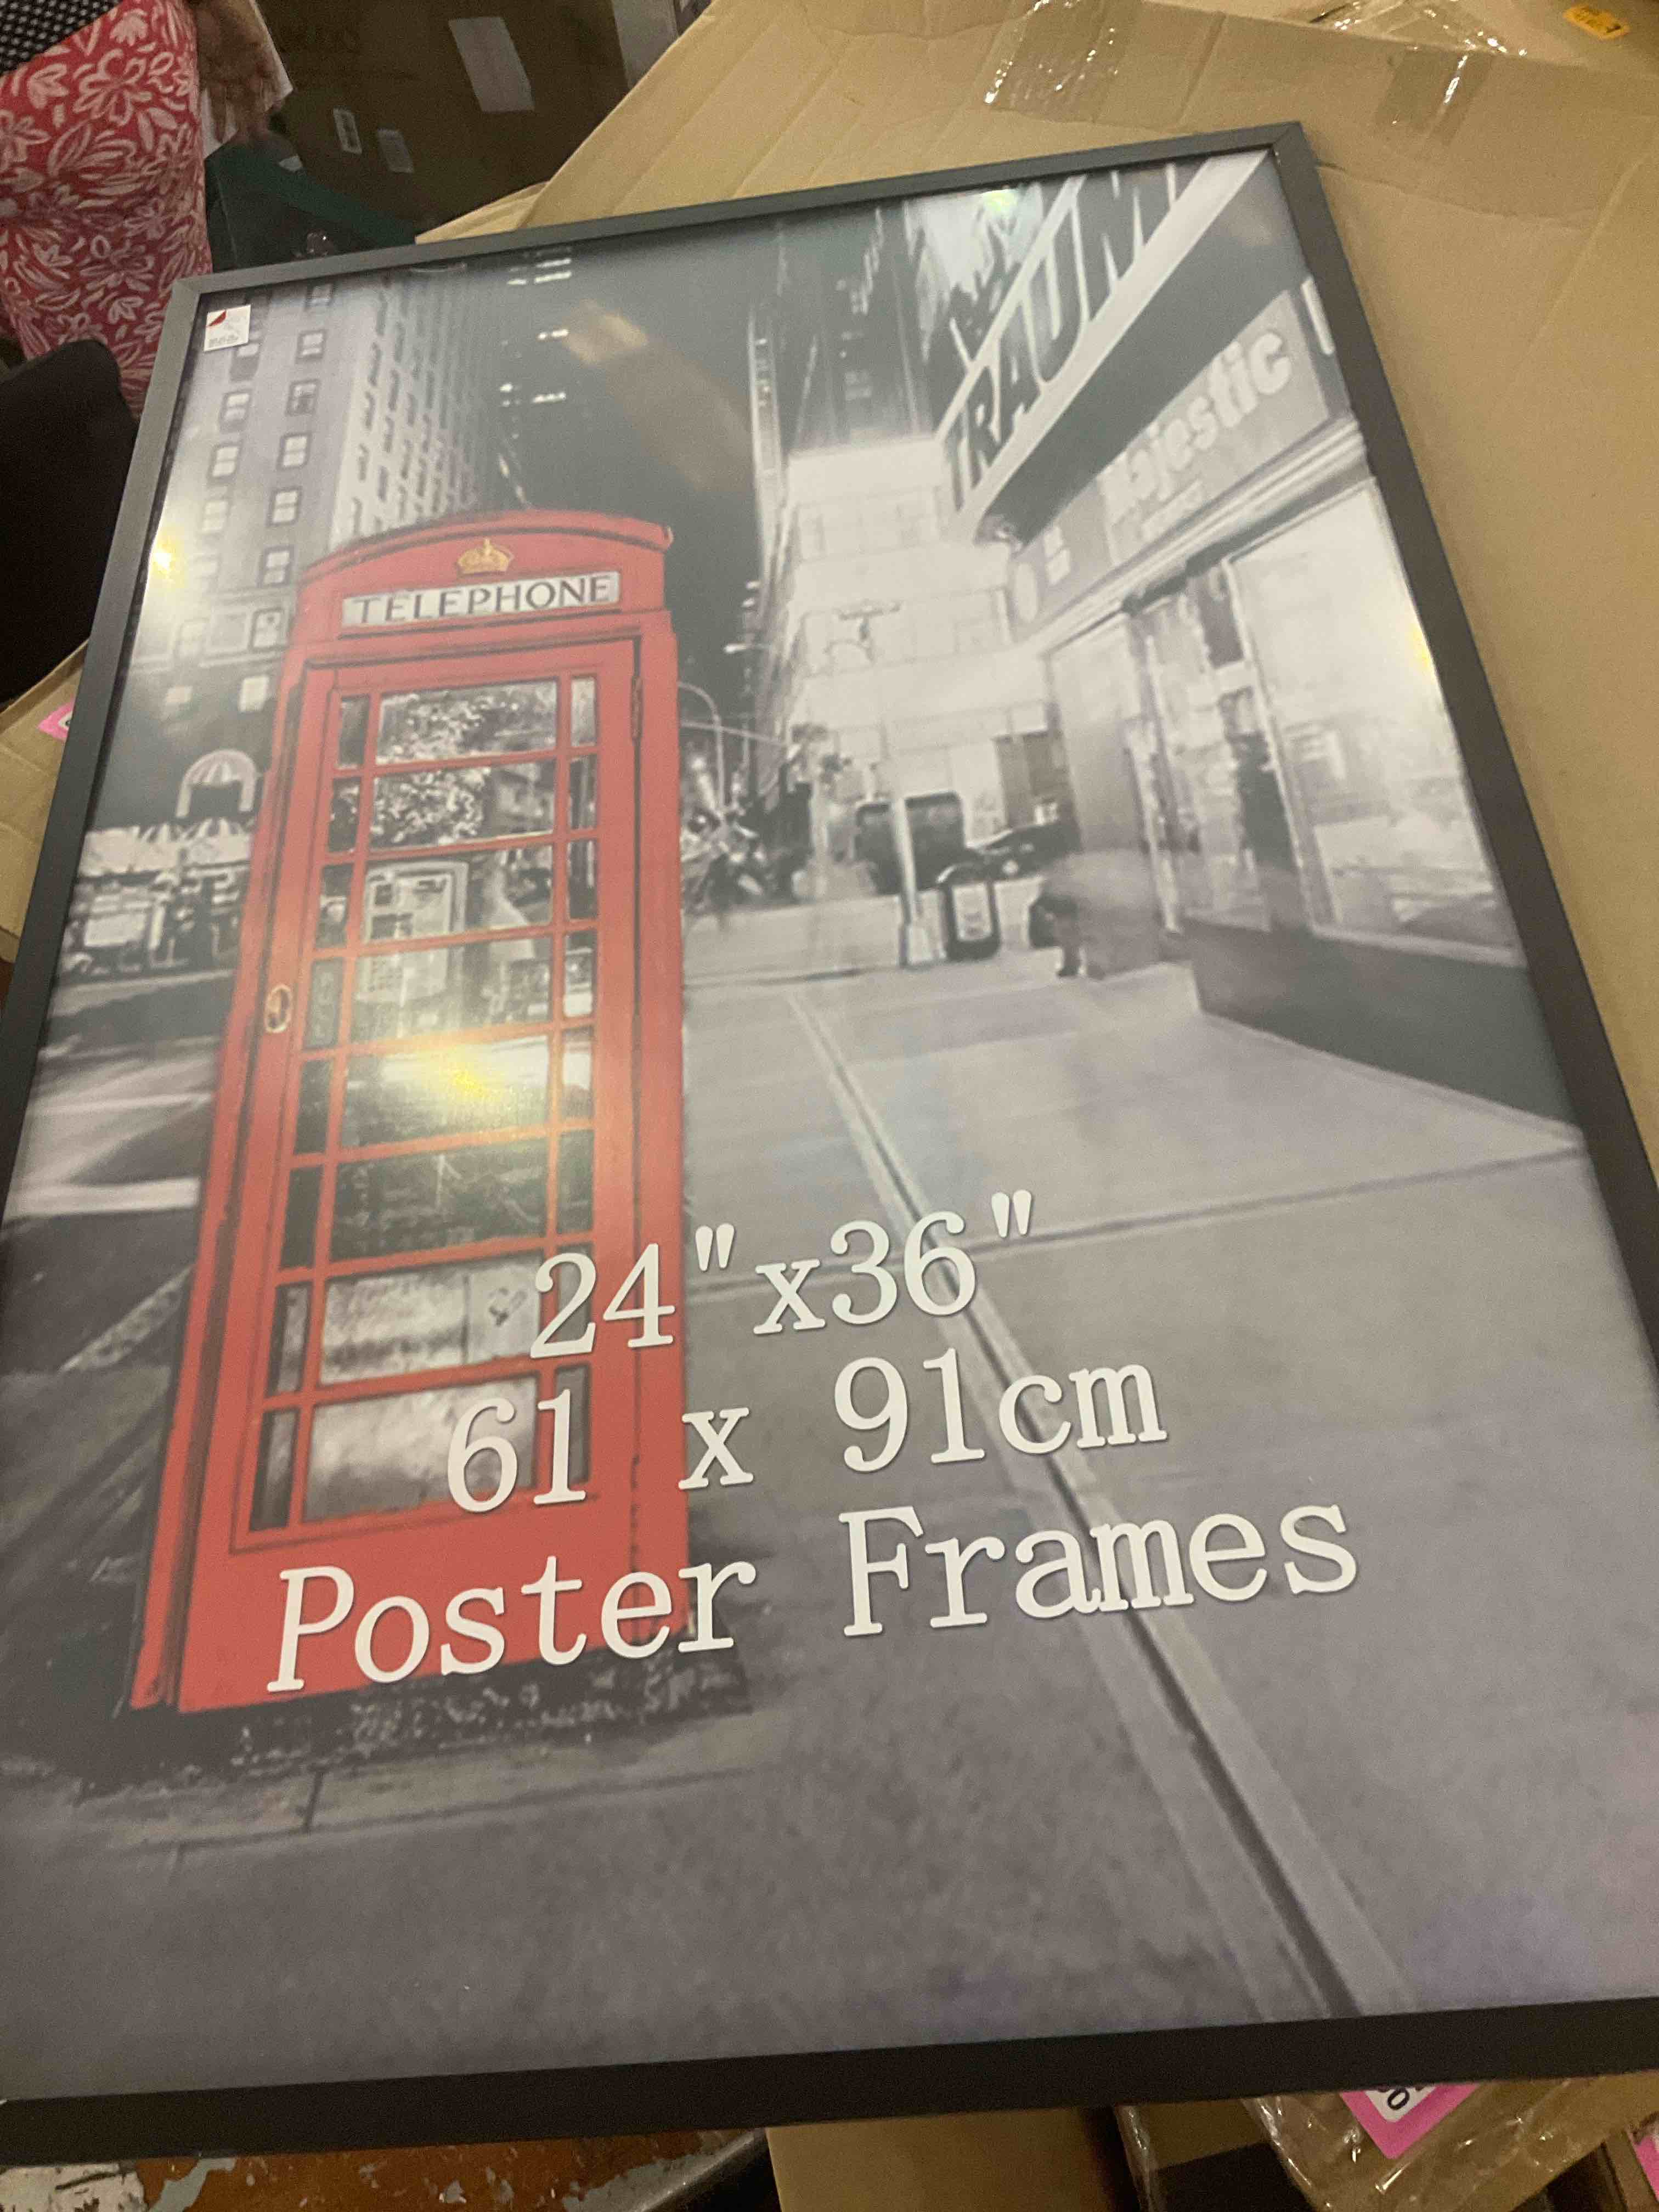 TRAUM
Majestic
TELEPHONE
24"x36"
61 x 91cm
Poster Frames